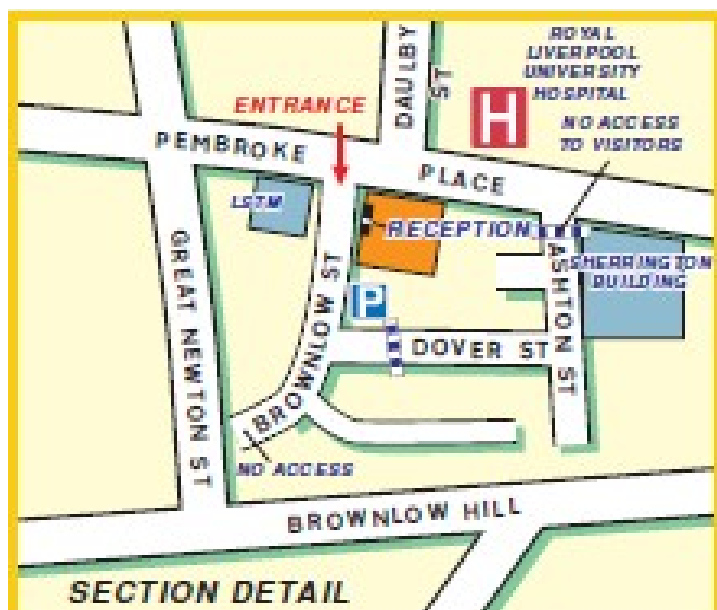 ROYAL
LIVERPOOL
UNIVERSITY
HOSPITAL
DAULBY
ST
H
ENTRANCE
NO ACCESS
TO VISITORS
PEMBROKE
PLACE
LSTM
RECEPTION
SHERRINGTON
BUILDING
GREAT NEWTON ST
BROWNLOW ST
P
ASHTON ST
DOVER ST
NO ACCESS
BROWNLOW HILL
SECTION DETAIL